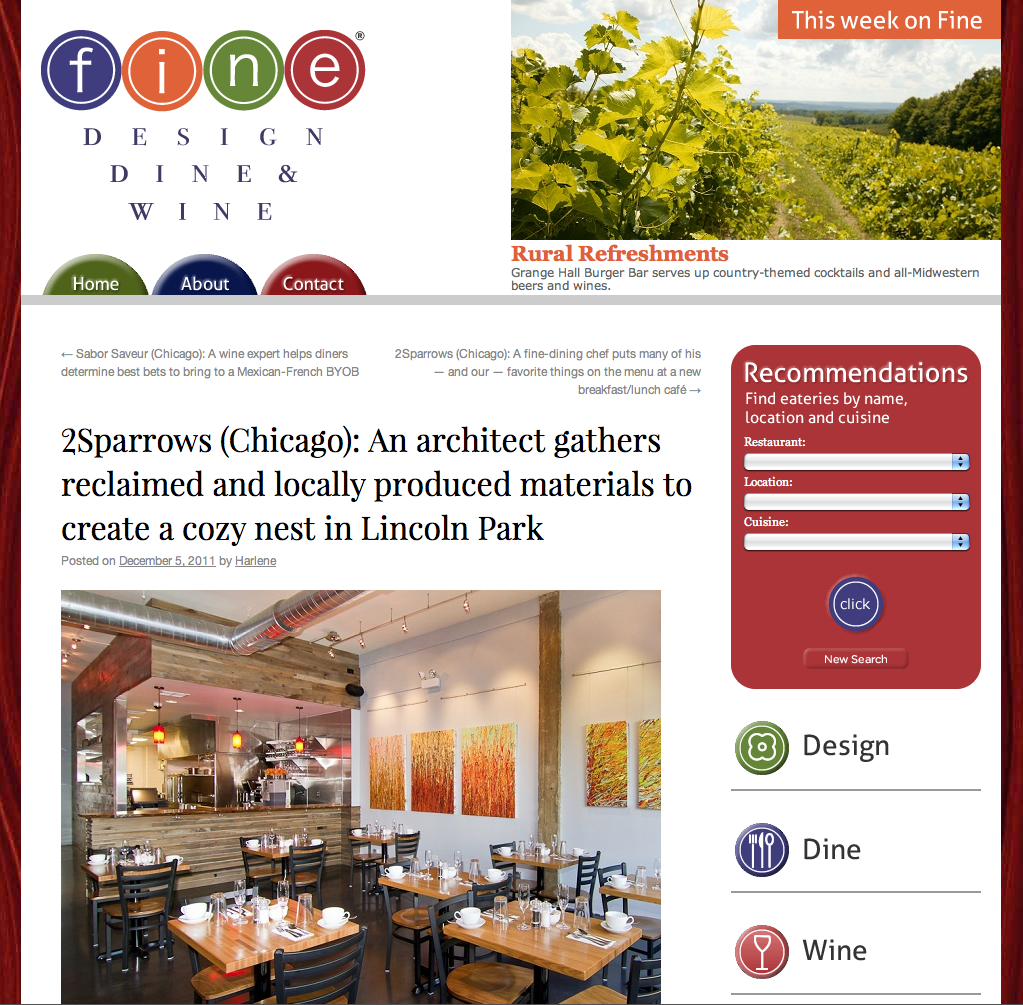 fine®
DESIGN
DINE &
WINE
This week on Fine
Rural Refreshments
Grange Hall Burger Bar serves up country-themed cocktails and all-Midwestern
beers and wines.
Home
About
Contact
← Sabor Saveur (Chicago): A wine expert helps diners
determine best bets to bring to a Mexican-French BYOB
2Sparrows (Chicago): A fine-dining chef puts many of his
— and our — favorite things on the menu at a new
breakfast/lunch café →
2Sparrows (Chicago): An architect gathers
reclaimed and locally produced materials to
create a cozy nest in Lincoln Park
Posted on December 5, 2011 by Harlene
Recommendations
Find eateries by name,
location and cuisine
Restaurant:
Location:
Cuisine:
click
New Search
Design
Dine
Wine